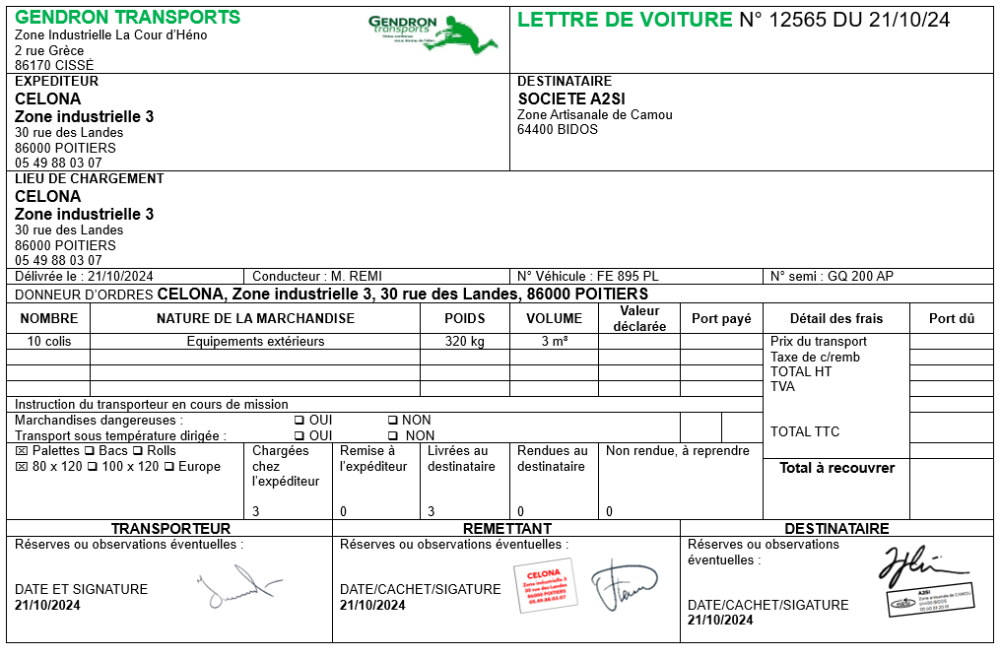 GENDRON TRANSPORTS
Zone Industrielle La Cour d'Héno
2 rue Grèce
86170 CISSÉ
GENDRON
transports
LETTRE DE VOITURE N° 12565 DU 21/10/24
EXPEDITEUR
CELONA
Zone industrielle 3
30 rue des Landes
86000 POITIERS
05 49 88 03 07
DESTINATAIRE
SOCIETE A2SI
Zone Artisanale de Camou
64400 BIDOS
LIEU DE CHARGEMENT
CELONA
Zone industrielle 3
30 rue des Landes
86000 POITIERS
05 49 88 03 07
Délivrée le : 21/10/2024 Conducteur : M. REMI N° Véhicule : FE 895 PL N° semi : GQ 200 AP
DONNEUR D'ORDRES CELONA, Zone industrielle 3, 30 rue des Landes, 86000 POITIERS
NOMBRE NATURE DE LA MARCHANDISE POIDS VOLUME Valeur déclarée Port payé Détail des frais Port dû
10 colis Equipements extérieurs 320 kg 3 m³
Prix du transport
Taxe de c/remb
TOTAL HT
TVA
TOTAL TTC
Total à recouvrer
Instruction du transporteur en cours de mission
Marchandises dangereuses : ❑ OUI ❑ NON
Transport sous température dirigée : ❑ OUI ❑ NON
☒ Palettes ❑ Bacs ❑ Rolls
☒ 80 x 120 ❑ 100 x 120 ❑ Europe
Chargées
chez
l'expéditeur
3
Remise à
l'expéditeur
0
Livrées au
destinataire
3
Rendues au
destinataire
0
Non rendue, à reprendre
0
TRANSPORTEUR
Réserves ou observations éventuelles :
DATE ET SIGNATURE
21/10/2024
REMETTANT
Réserves ou observations éventuelles :
DATE/CACHET/SIGATURE
21/10/2024
CELONA
Zone industrielle 3
30 rue des Landes
86000 POITIERS
05.49.88.03.07
DESTINATAIRE
Réserves ou observations
éventuelles :
DATE/CACHET/SIGATURE
21/10/2024
A2SI
Zone artisanale de CAMOU
64400 BIDOS